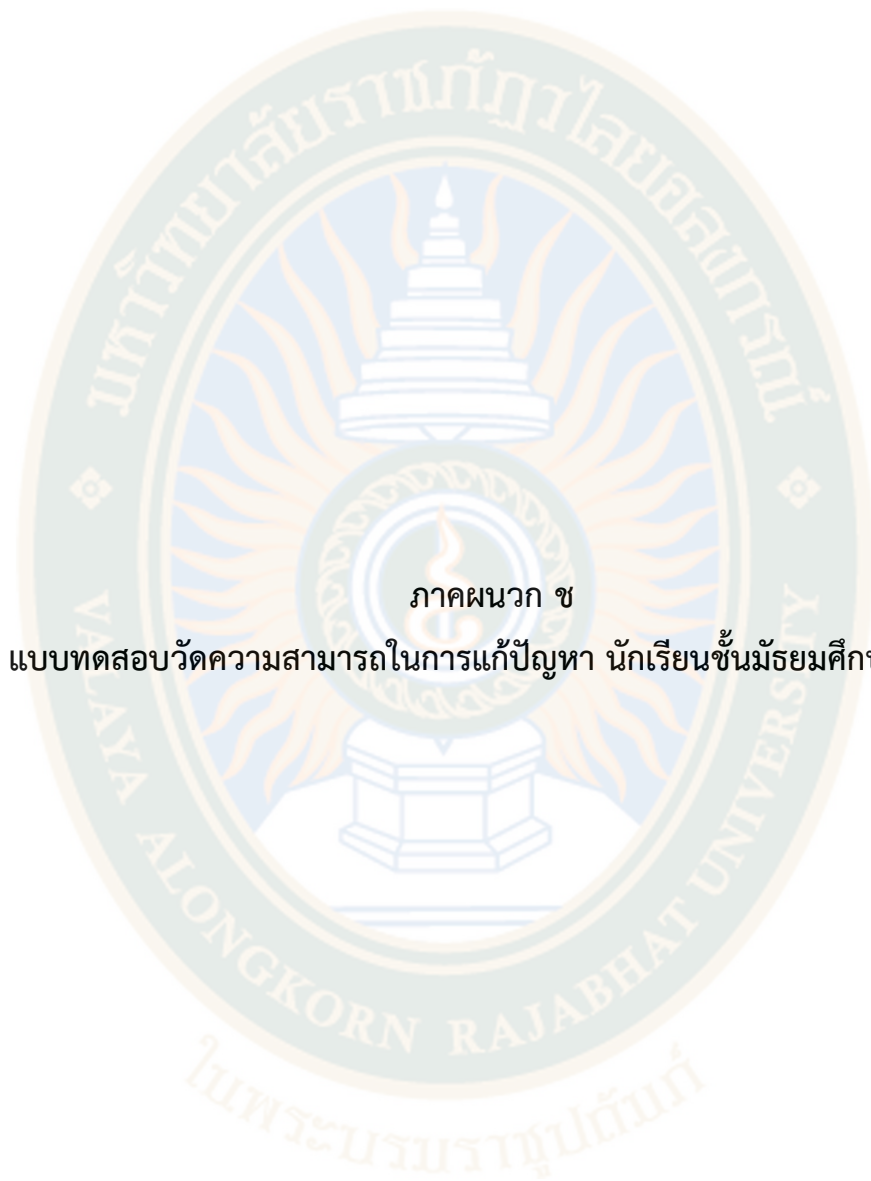 มหาวิทยาลัยราชภัฏวไลยอลงกรณ์
ภาคผนวก ช
แบบทดสอบวัดความสามารถในการแก้ปัญหา นักเรียนชั้นมัธยมศึกษ
VALAYA ALONGKORN RAJABHAT UNIVERSITY
ในพระบรมราชูปถัมภ์